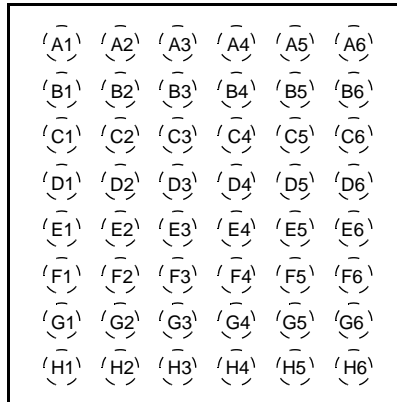 A1 A2 A3 A4 A5 A6
B1 B2 B3 B4 B5 B6
C1 C2 C3 C4 C5 C6
D1 D2 D3 D4 D5 D6
E1 E2 E3 E4 E5 E6
F1 F2 F3 F4 F5 F6
G1 G2 G3 G4 G5 G6
H1 H2 H3 H4 H5 H6